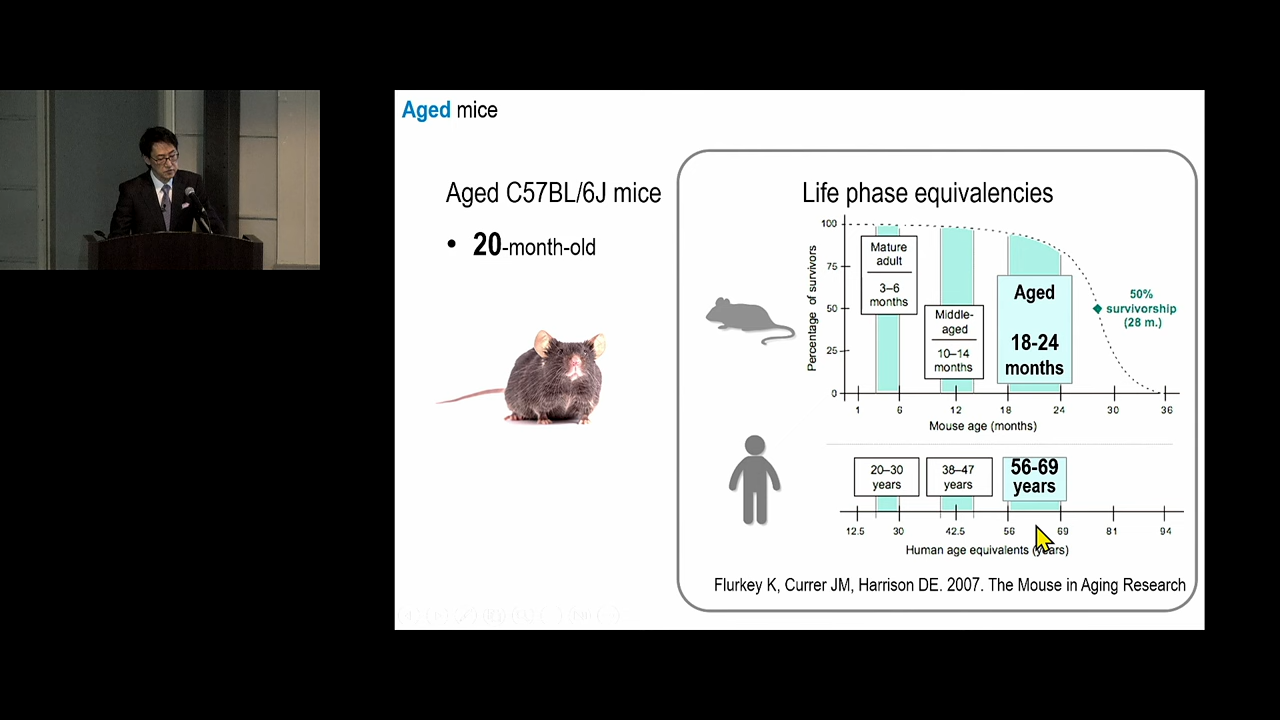 Aged mice
Aged C57BL/6J mice
• 20-month-old
Life phase equivalencies
Percentage of survivors
100
75
50
25
0
Mature
adult
3–6
months
Middle-
aged
10–14
months
Aged
18-24
months
50%
survivorship
(28 m.)
1 6 12 18 24 30 36
Mouse age (months)
20–30
years
38–47
years
56-69
years
12.5 30 42.5 56 69 81 94
Human age equivalents (years)
Flurkey K, Currer JM, Harrison DE. 2007. The Mouse in Aging Research